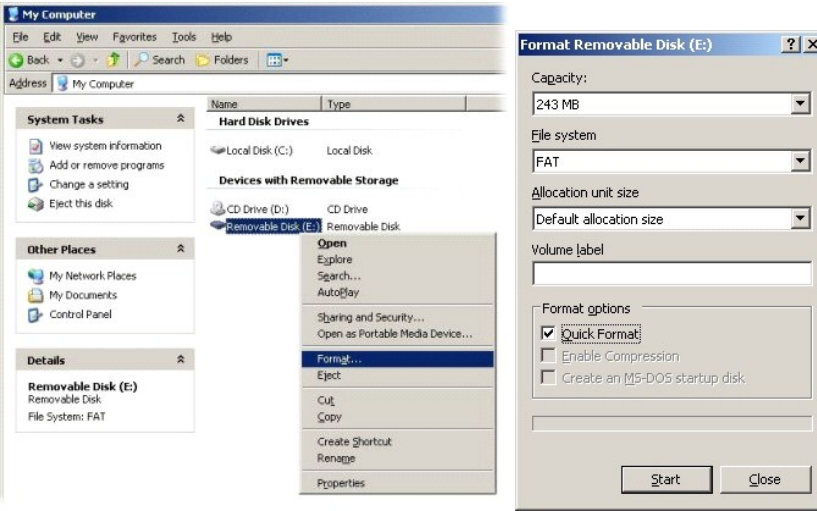 My Computer
File Edit View Favorites Tools Help
Back Search Folders
Address My Computer
System Tasks
View system information
Add or remove programs
Change a setting
Eject this disk
Other Places
My Network Places
My Documents
Control Panel
Details
Removable Disk (E:)
Removable Disk
File System: FAT
Name Type
Hard Disk Drives
Local Disk (C:) Local Disk
Devices with Removable Storage
CD Drive (D:) CD Drive
Removable Disk (E:) Removable Disk
Open
Explore
Search...
AutoPlay
Sharing and Security...
Open as Portable Media Device...
Format...
Eject
Cut
Copy
Create Shortcut
Rename
Properties
Format Removable Disk (E:)
Capacity:
243 MB
File system
FAT
Allocation unit size
Default allocation size
Volume label
Format options
Quick Format
Enable Compression
Create an MS-DOS startup disk
Start Close